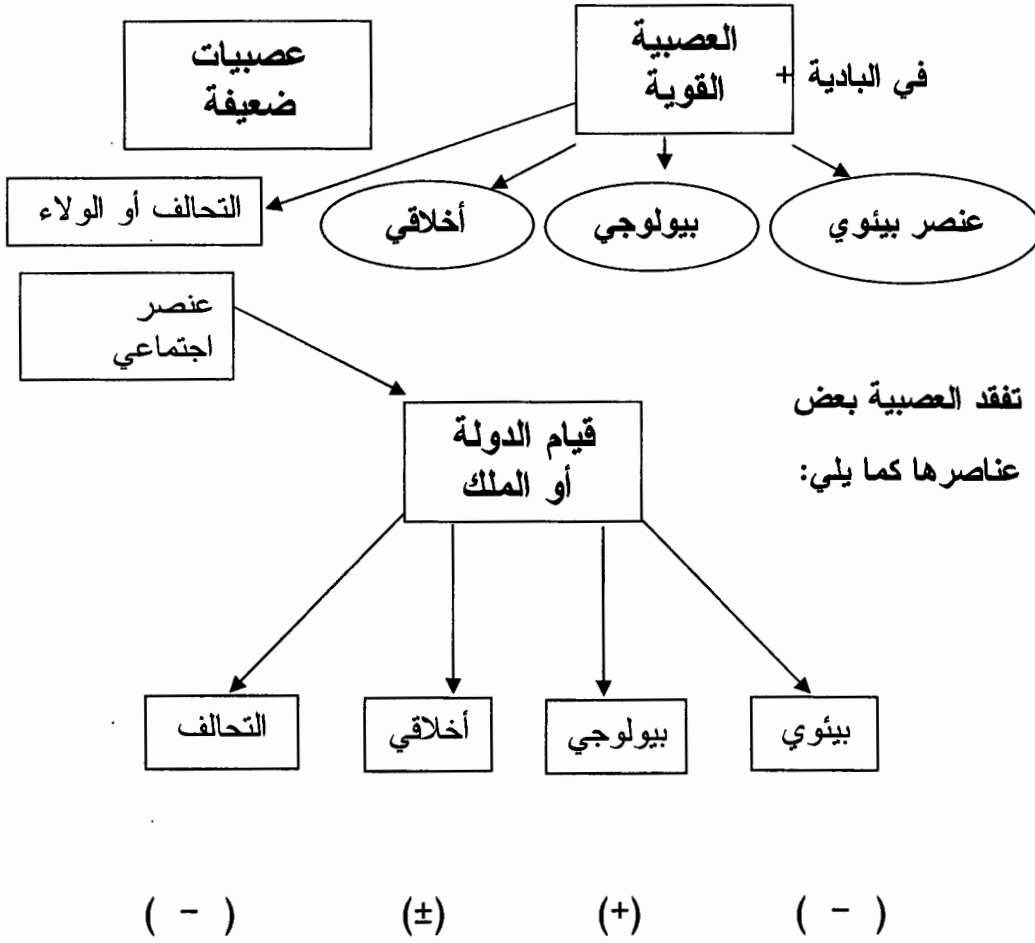 العصبية
القوية
+ في البادية
عصبيات
ضعيفة
عنصر بيئوي
بيولوجي
أخلاقي
التحالف أو الولاء
عنصر
اجتماعي
تفقد العصبية بعض
عناصرها كما يلي:
قيام الدولة
أو الملك
بيئوي
بيولوجي
أخلاقي
التحالف
( - )
(+)
(±)
( - )